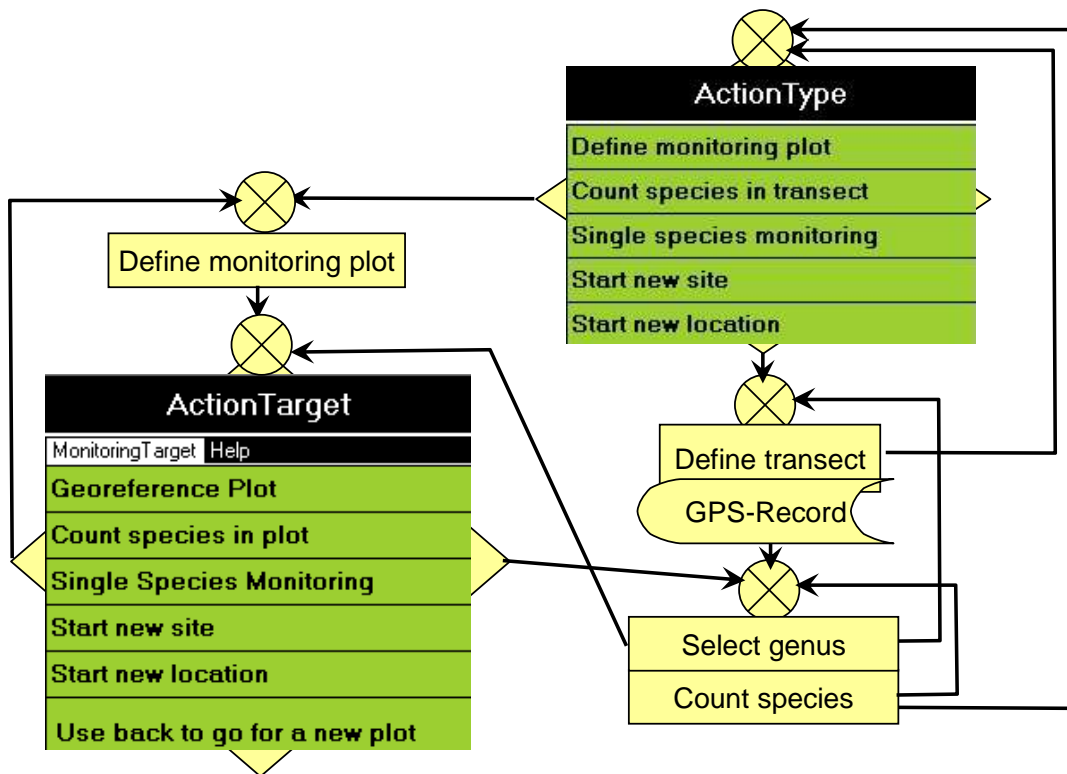 ActionType
Define monitoring plot
Count species in transect
Single species monitoring
Start new site
Start new location
Define monitoring plot
ActionTarget
MonitoringTarget Help
Georeference Plot
Count species in plot
Single Species Monitoring
Start new site
Start new location
Use back to go for a new plot
Define transect
GPS-Record
Select genus
Count species